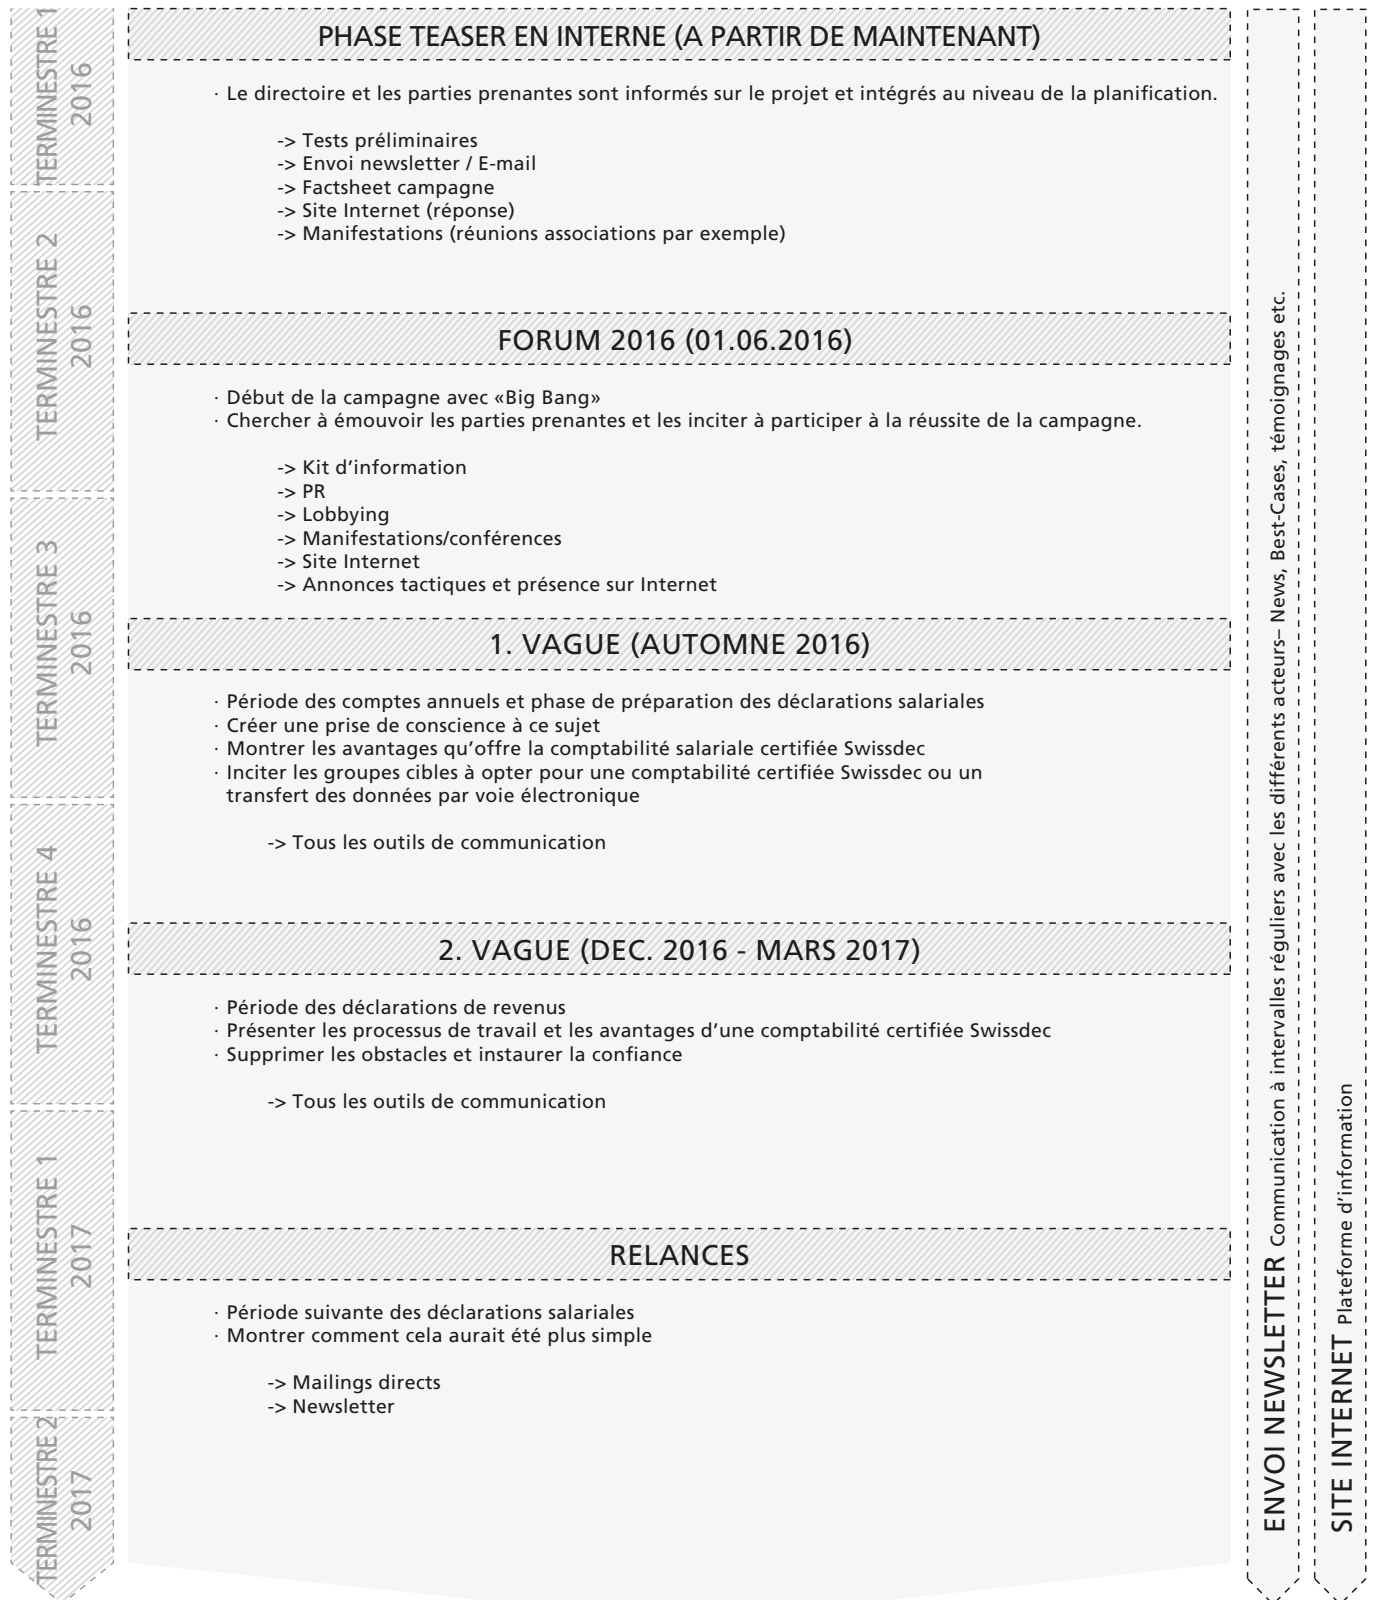 TERMINESTRE 1
2016
TERMINESTRE 2
2016
TERMINESTRE 3
2016
TERMINESTRE 4
2016
TERMINESTRE 1
2017
TERMINESTRE 2
2017
PHASE TEASER EN INTERNE (A PARTIR DE MAINTENANT)
· Le directoire et les parties prenantes sont informés sur le projet et intégrés au niveau de la planification.
-> Tests préliminaires
-> Envoi newsletter / E-mail
-> Factsheet campagne
-> Site Internet (réponse)
-> Manifestations (réunions associations par exemple)
FORUM 2016 (01.06.2016)
· Début de la campagne avec «Big Bang»
· Chercher à émouvoir les parties prenantes et les inciter à participer à la réussite de la campagne.
-> Kit d’information
-> PR
-> Lobbying
-> Manifestations/conférences
-> Site Internet
-> Annonces tactiques et présence sur Internet
1. VAGUE (AUTOMNE 2016)
· Période des comptes annuels et phase de préparation des déclarations salariales
· Créer une prise de conscience à ce sujet
· Montrer les avantages qu’offre la comptabilité salariale certifiée Swissdec
· Inciter les groupes cibles à opter pour une comptabilité certifiée Swissdec ou un
transfert des données par voie électronique
-> Tous les outils de communication
2. VAGUE (DEC. 2016 - MARS 2017)
· Période des déclarations de revenus
· Présenter les processus de travail et les avantages d’une comptabilité certifiée Swissdec
· Supprimer les obstacles et instaurer la confiance
-> Tous les outils de communication
RELANCES
· Période suivante des déclarations salariales
· Montrer comment cela aurait été plus simple
-> Mailings directs
-> Newsletter
ENVOI NEWSLETTER Communication à intervalles réguliers avec les différents acteurs– News, Best-Cases, témoignages etc.
SITE INTERNET Plateforme d’information